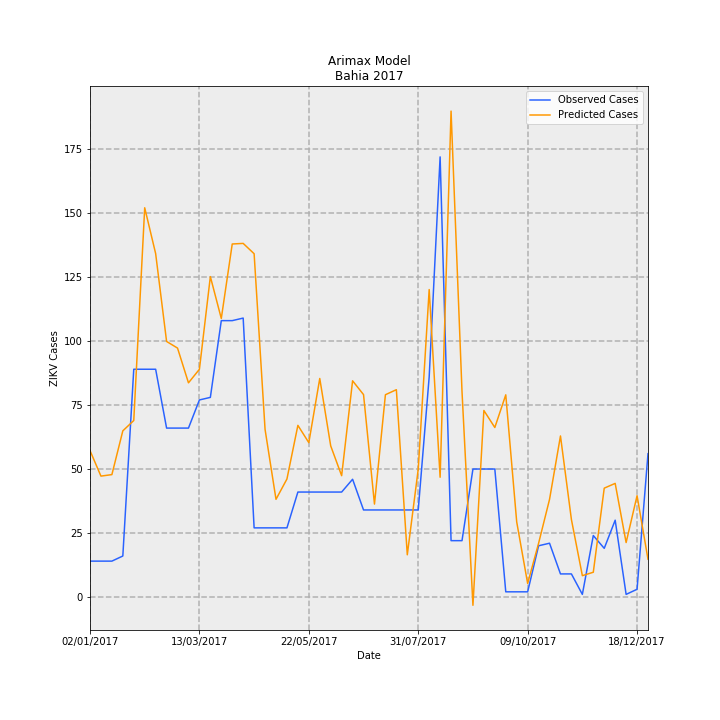 Arimax Model
Bahia 2017
Observed Cases
Predicted Cases
ZIKV Cases
175
150
125
100
75
50
25
0
02/01/2017 13/03/2017 22/05/2017 31/07/2017 09/10/2017 18/12/2017
Date